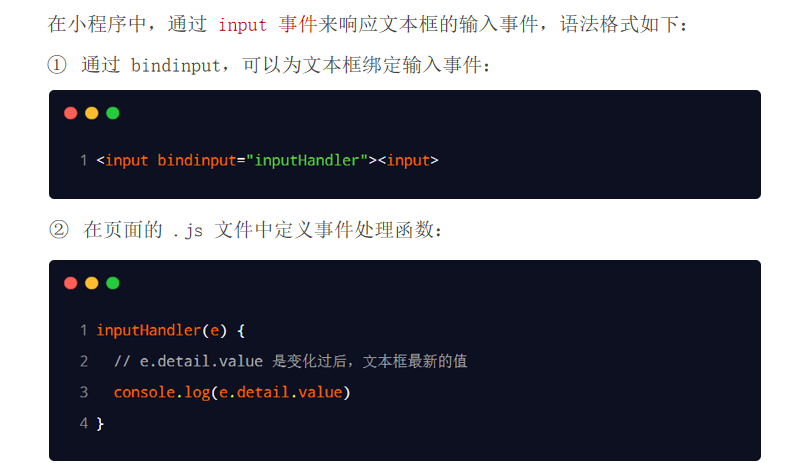 在小程序中，通过 input 事件来响应文本框的输入事件，语法格式如下：
① 通过 bindinput，可以为文本框绑定输入事件：
1 <input bindinput="inputHandler"><input>
② 在页面的 .js 文件中定义事件处理函数：
1 inputHandler(e) {
2   // e.detail.value 是变化过后，文本框最新的值
3   console.log(e.detail.value)
4 }